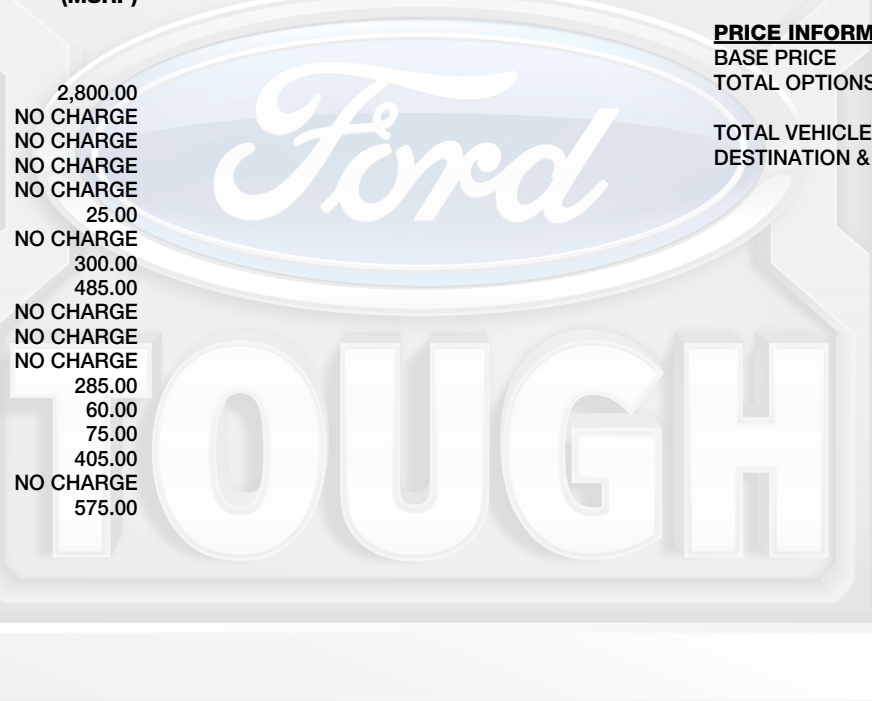 (MSRP)
2,800.00
NO CHARGE
NO CHARGE
NO CHARGE
NO CHARGE
25.00
NO CHARGE
300.00
485.00
NO CHARGE
NO CHARGE
NO CHARGE
285.00
60.00
75.00
405.00
NO CHARGE
575.00
PRICE INFORM
BASE PRICE
TOTAL OPTIONS
TOTAL VEHICLE
DESTINATION &
Ford
TOUGH